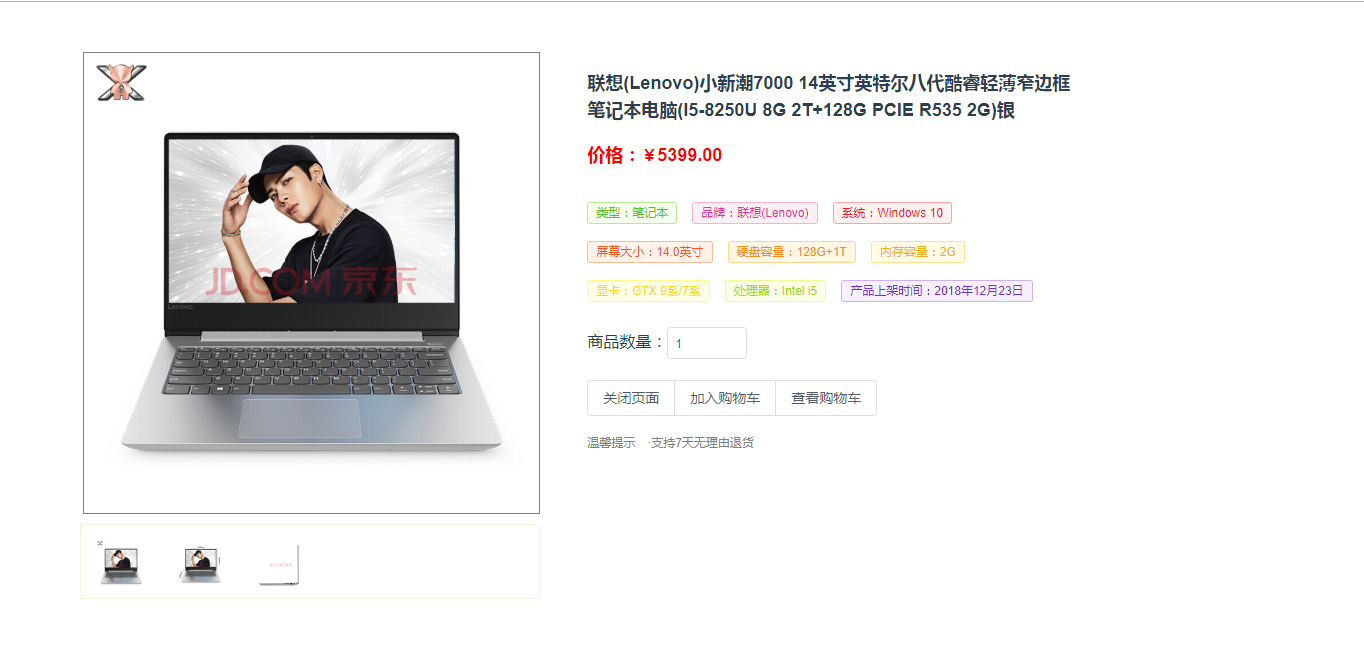 联想(Lenovo)小新潮7000 14英寸英特尔八代酷睿轻薄窄边框
笔记本电脑(I5-8250U 8G 2T+128G PCIE R535 2G)银
价格：￥5399.00
类型：笔记本 品牌：联想(Lenovo) 系统：Windows 10
屏幕大小：14.0英寸 硬盘容量：128G+1T 内存容量：2G
显卡：GTX 9系/7系 处理器：Intel i5 产品上架时间：2018年12月23日
JD.COM 京东
Lenovo
商品数量：1
关闭页面 加入购物车 查看购物车
温馨提示 ·支持7天无理由退货